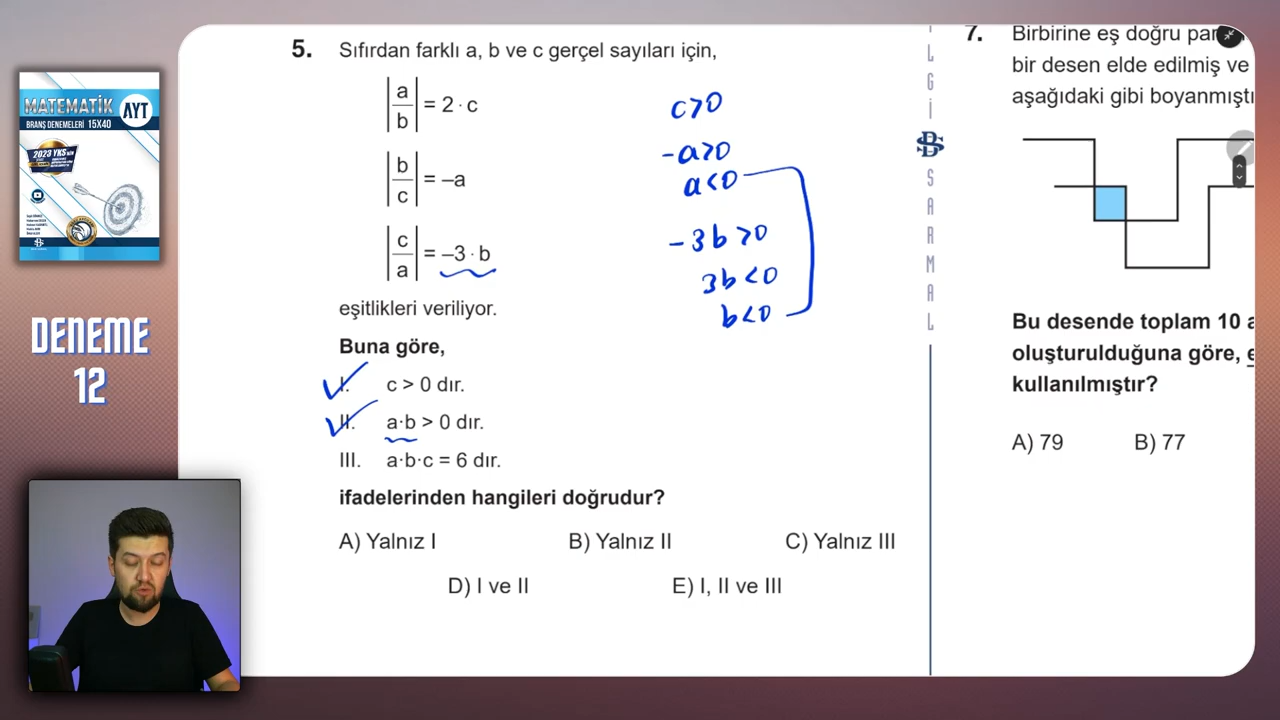 5. Sıfırdan farklı a, b ve c gerçel sayıları için,
|a/b| = 2 · c
|b/c| = –a
|c/a| = –3 · b
eşitlikleri veriliyor.
Buna göre,
I. c > 0 dır.
II. a·b > 0 dır.
III. a·b·c = 6 dır.
ifadelerinden hangileri doğrudur?
A) Yalnız I B) Yalnız II C) Yalnız III
D) I ve II E) I, II ve III
c>0
-a>0
a<0
-3b>0
3b<0
b<0
LGİ
SARMAL
7. Birbirine eş doğru par
bir desen elde edilmiş ve
aşağıdaki gibi boyanmıştı
Bu desende toplam 10 a
oluşturulduğuna göre, e
kullanılmıştır?
A) 79 B) 77
MATEMATİK AYT
BRANŞ DENEMELERİ 15X40
DENEME
12